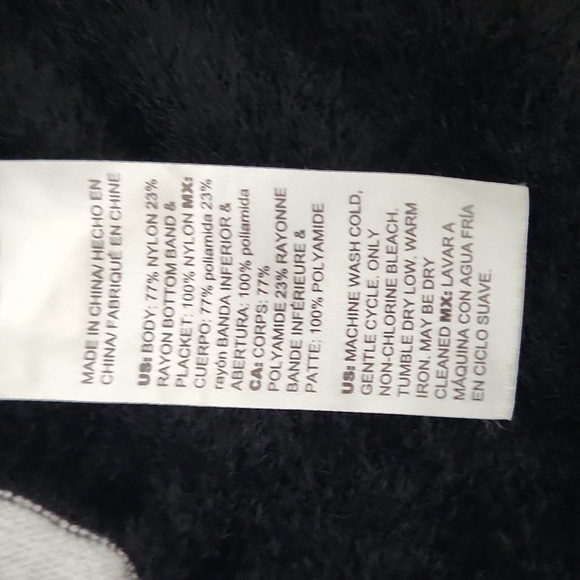 MADE IN CHINA/HECHO EN
CHINA/ FABRIQUÉ EN CHINE
US: BODY: 77% NYLON 23%
RAYON BOTTOM BAND &
PLACKET: 100% NYLON MX:
CUERPO: 77% poliamida 23%
rayón BANDA INFERIOR &
ABERTURA: 100% poliamida
CA: CORPS: 77%
POLYAMIDE 23% RAYONNE
BANDE INFÉRIEURE &
PATTE: 100% POLYAMIDE
US: MACHINE WASH COLD,
GENTLE CYCLE, ONLY
NON-CHLORINE BLEACH,
TUMBLE DRY LOW, WARM
IRON, MAY BE DRY
CLEANED MX: LAVAR A
MÁQUINA CON AGUA FRÍA
EN CICLO SUAVE,